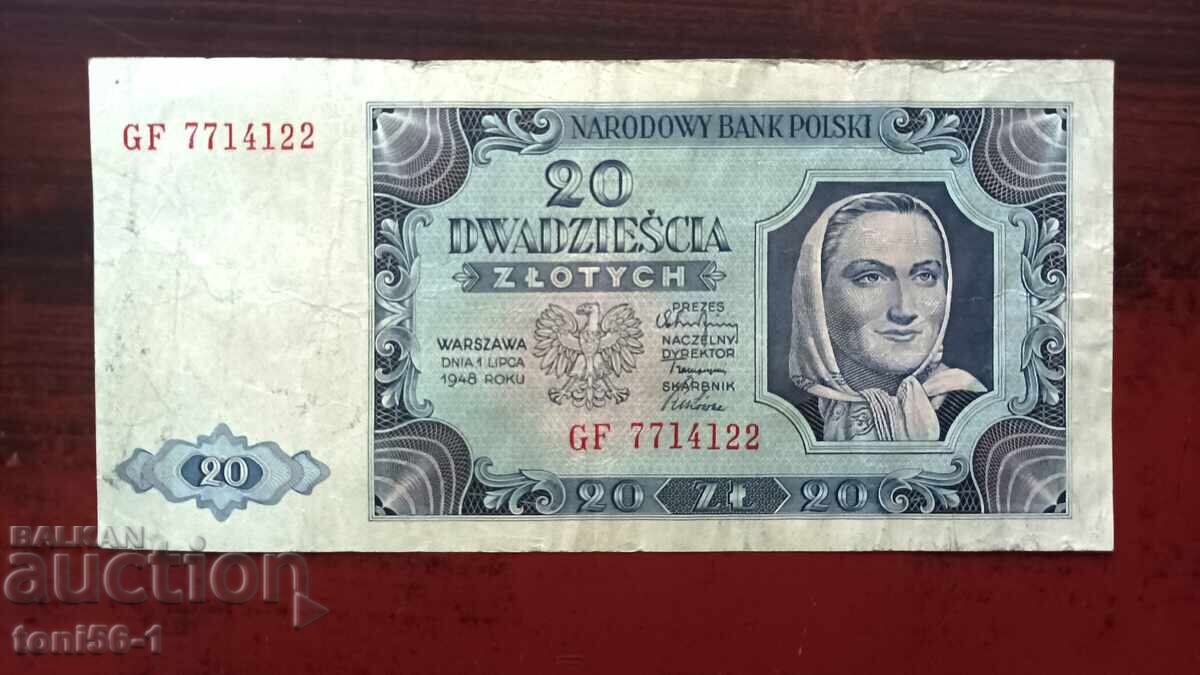 GF 7714122
NARODOWY BANK POLSKI
20
DWADZIEŚCIA
ZŁOTYCH
WARSZAWA
DNIA 1 LIPCA
1948 ROKU
PREZES
NACZELNY
DYREKTOR
SKARBNIK
GF 7714122
20
20 ZŁ 20
BALKAN
auction
toni56-1